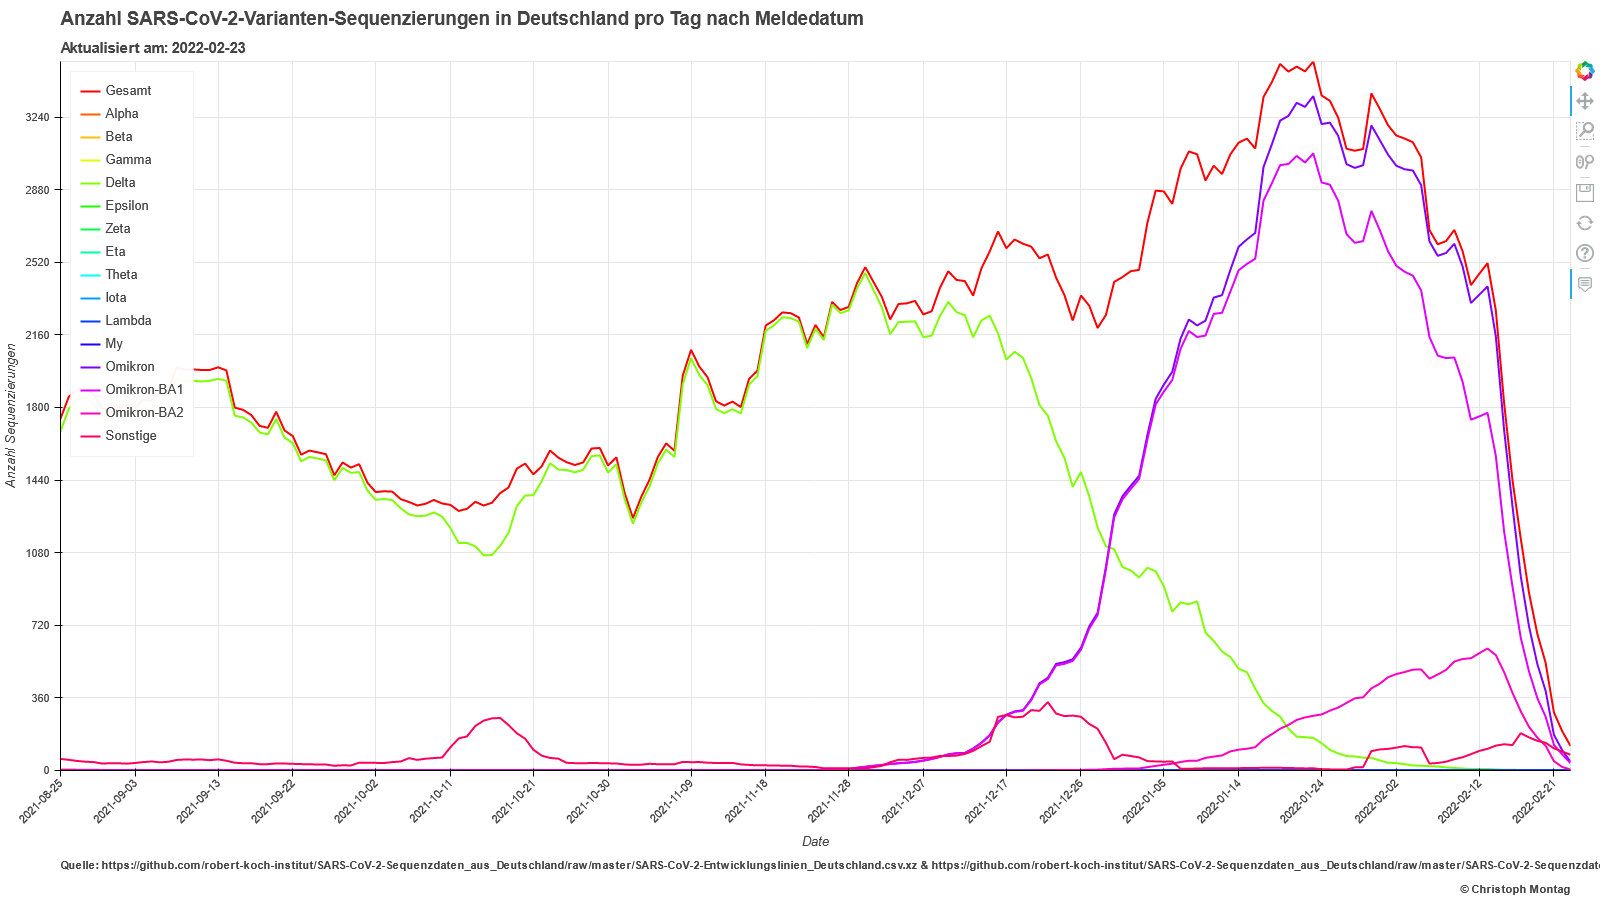 Anzahl SARS-CoV-2-Varianten-Sequenzierungen in Deutschland pro Tag nach Meldedatum
Aktualisiert am: 2022-02-23
Gesamt
Alpha
Beta
Gamma
Delta
Epsilon
Zeta
Eta
Theta
Iota
Lambda
My
Omikron
Omikron-BA1
Omikron-BA2
Sonstige
3240
2880
2520
2160
1800
1440
1080
720
360
0
Anzahl Sequenzierungen
2021-08-25
2021-09-03
2021-09-13
2021-09-22
2021-10-02
2021-10-11
2021-10-21
2021-10-30
2021-11-09
2021-11-18
2021-11-28
2021-12-07
2021-12-17
2021-12-26
2022-01-05
2022-01-14
2022-01-24
2022-02-02
2022-02-12
2022-02-21
Date
Quelle: https://github.com/robert-koch-institut/SARS-CoV-2-Sequenzdaten_aus_Deutschland/raw/master/SARS-CoV-2-Entwicklungslinien_Deutschland.csv.xz & https://github.com/robert-koch-institut/SARS-CoV-2-Sequenzdaten_aus_Deutschland/raw/master/SARS-CoV-2-Sequenzdate
© Christoph Montag